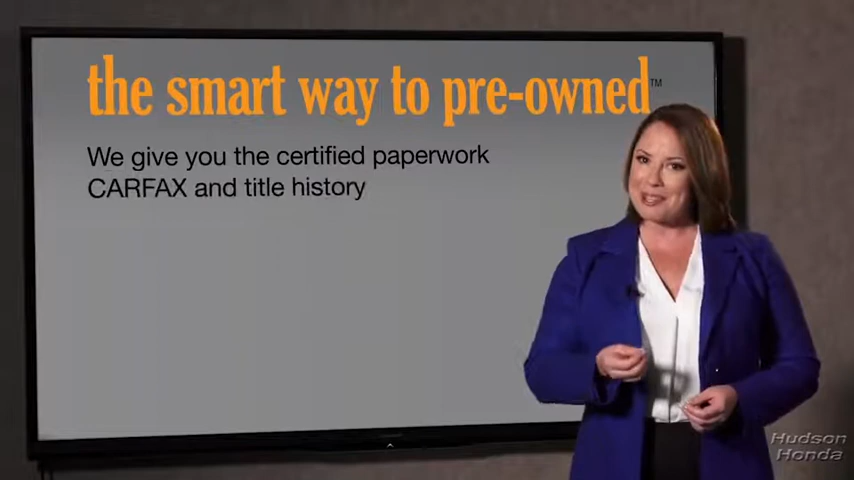 the smart way to pre-owned™
We give you the certified paperwork
CARFAX and title history
Hudson
Honda